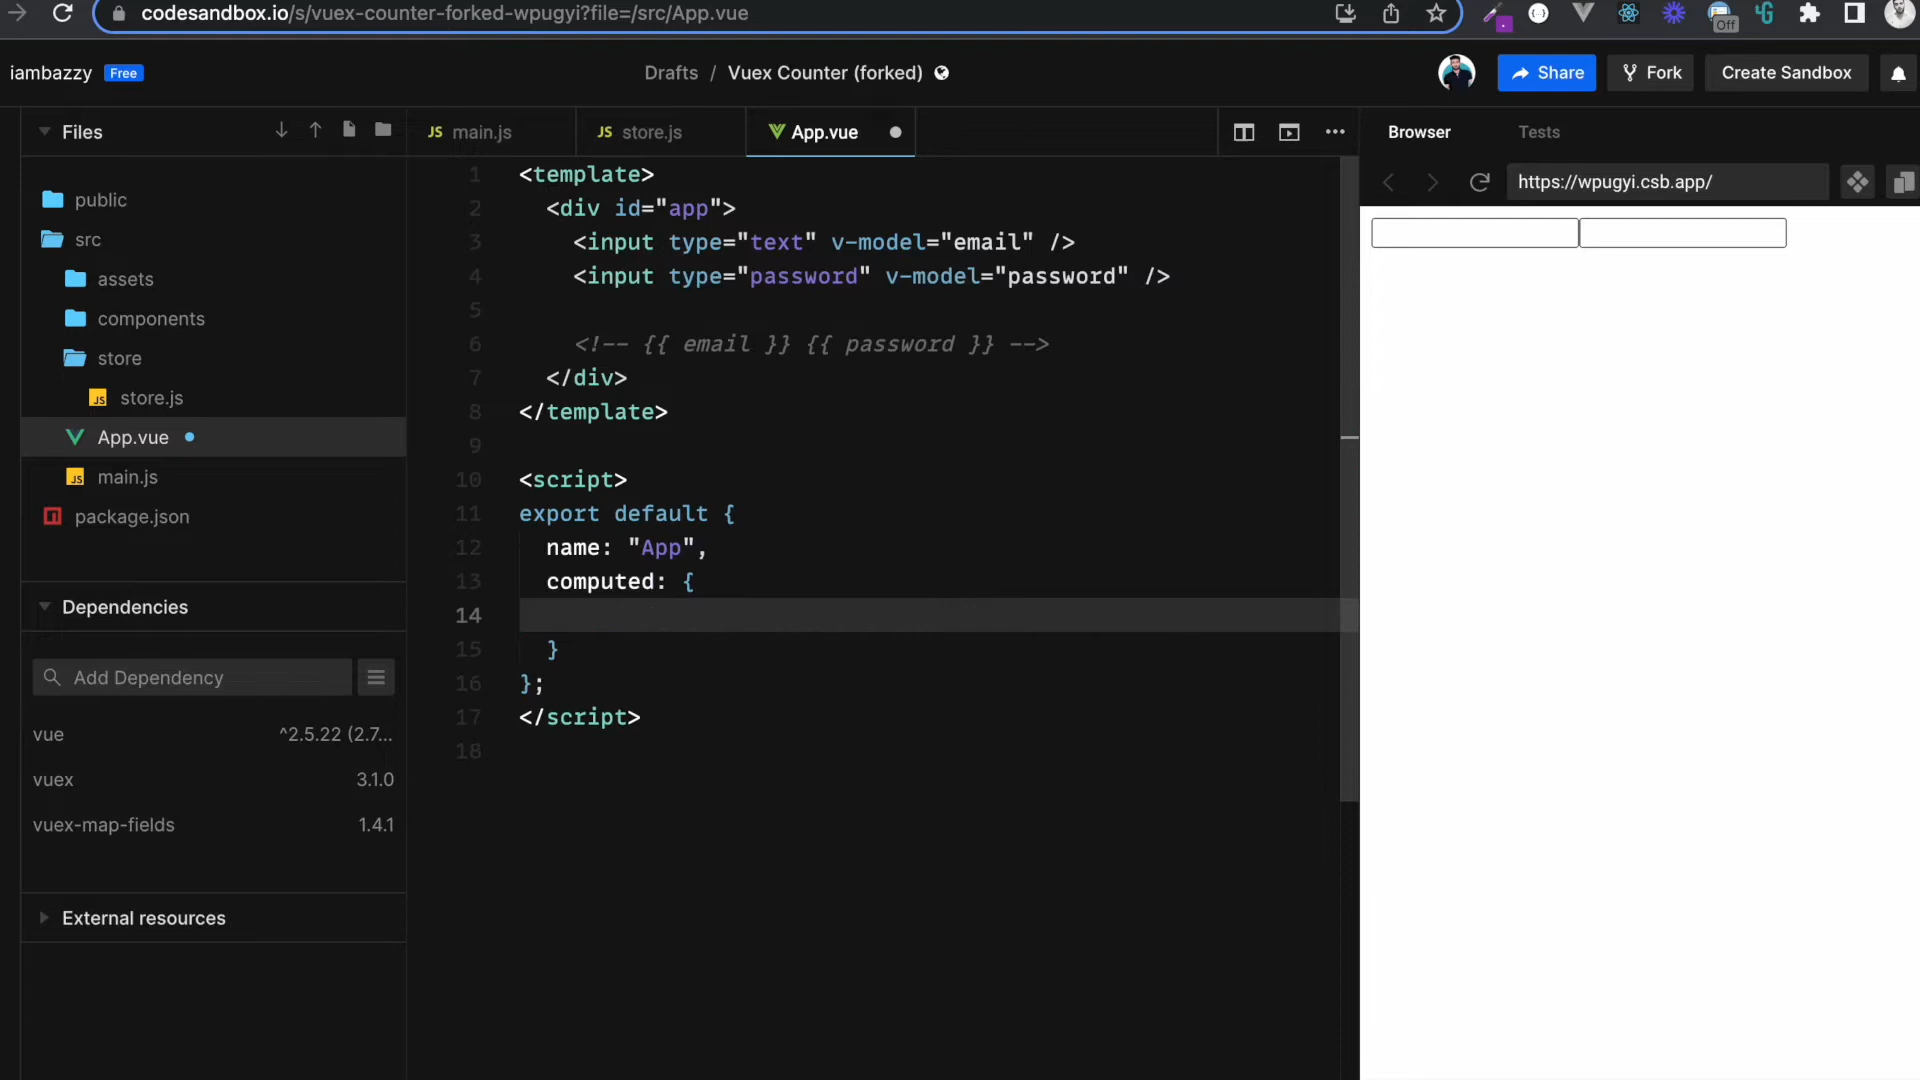 codesandbox.io/s/vuex-counter-forked-wpugyi?file=/src/App.vue
Off
iambazzy Free
Drafts / Vuex Counter (forked)
Share
Fork
Create Sandbox
Files
public
src
assets
components
store
store.js
App.vue
main.js
package.json
Dependencies
Add Dependency
vue ^2.5.22 (2.7...
vuex 3.1.0
vuex-map-fields 1.4.1
External resources
JS main.js
JS store.js
App.vue
1 <template>
2 <div id="app">
3 <input type="text" v-model="email" />
4 <input type="password" v-model="password" />
5
6 <!-- {{ email }} {{ password }} -->
7 </div>
8 </template>
9
10 <script>
11 export default {
12 name: "App",
13 computed: {
14
15 }
16 };
17 </script>
18
Browser
Tests
https://wpugyi.csb.app/